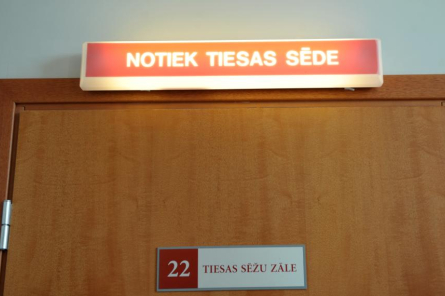 NOTIEK TIESAS SĒDE
22 TIESAS SĒŽU ZĀLE